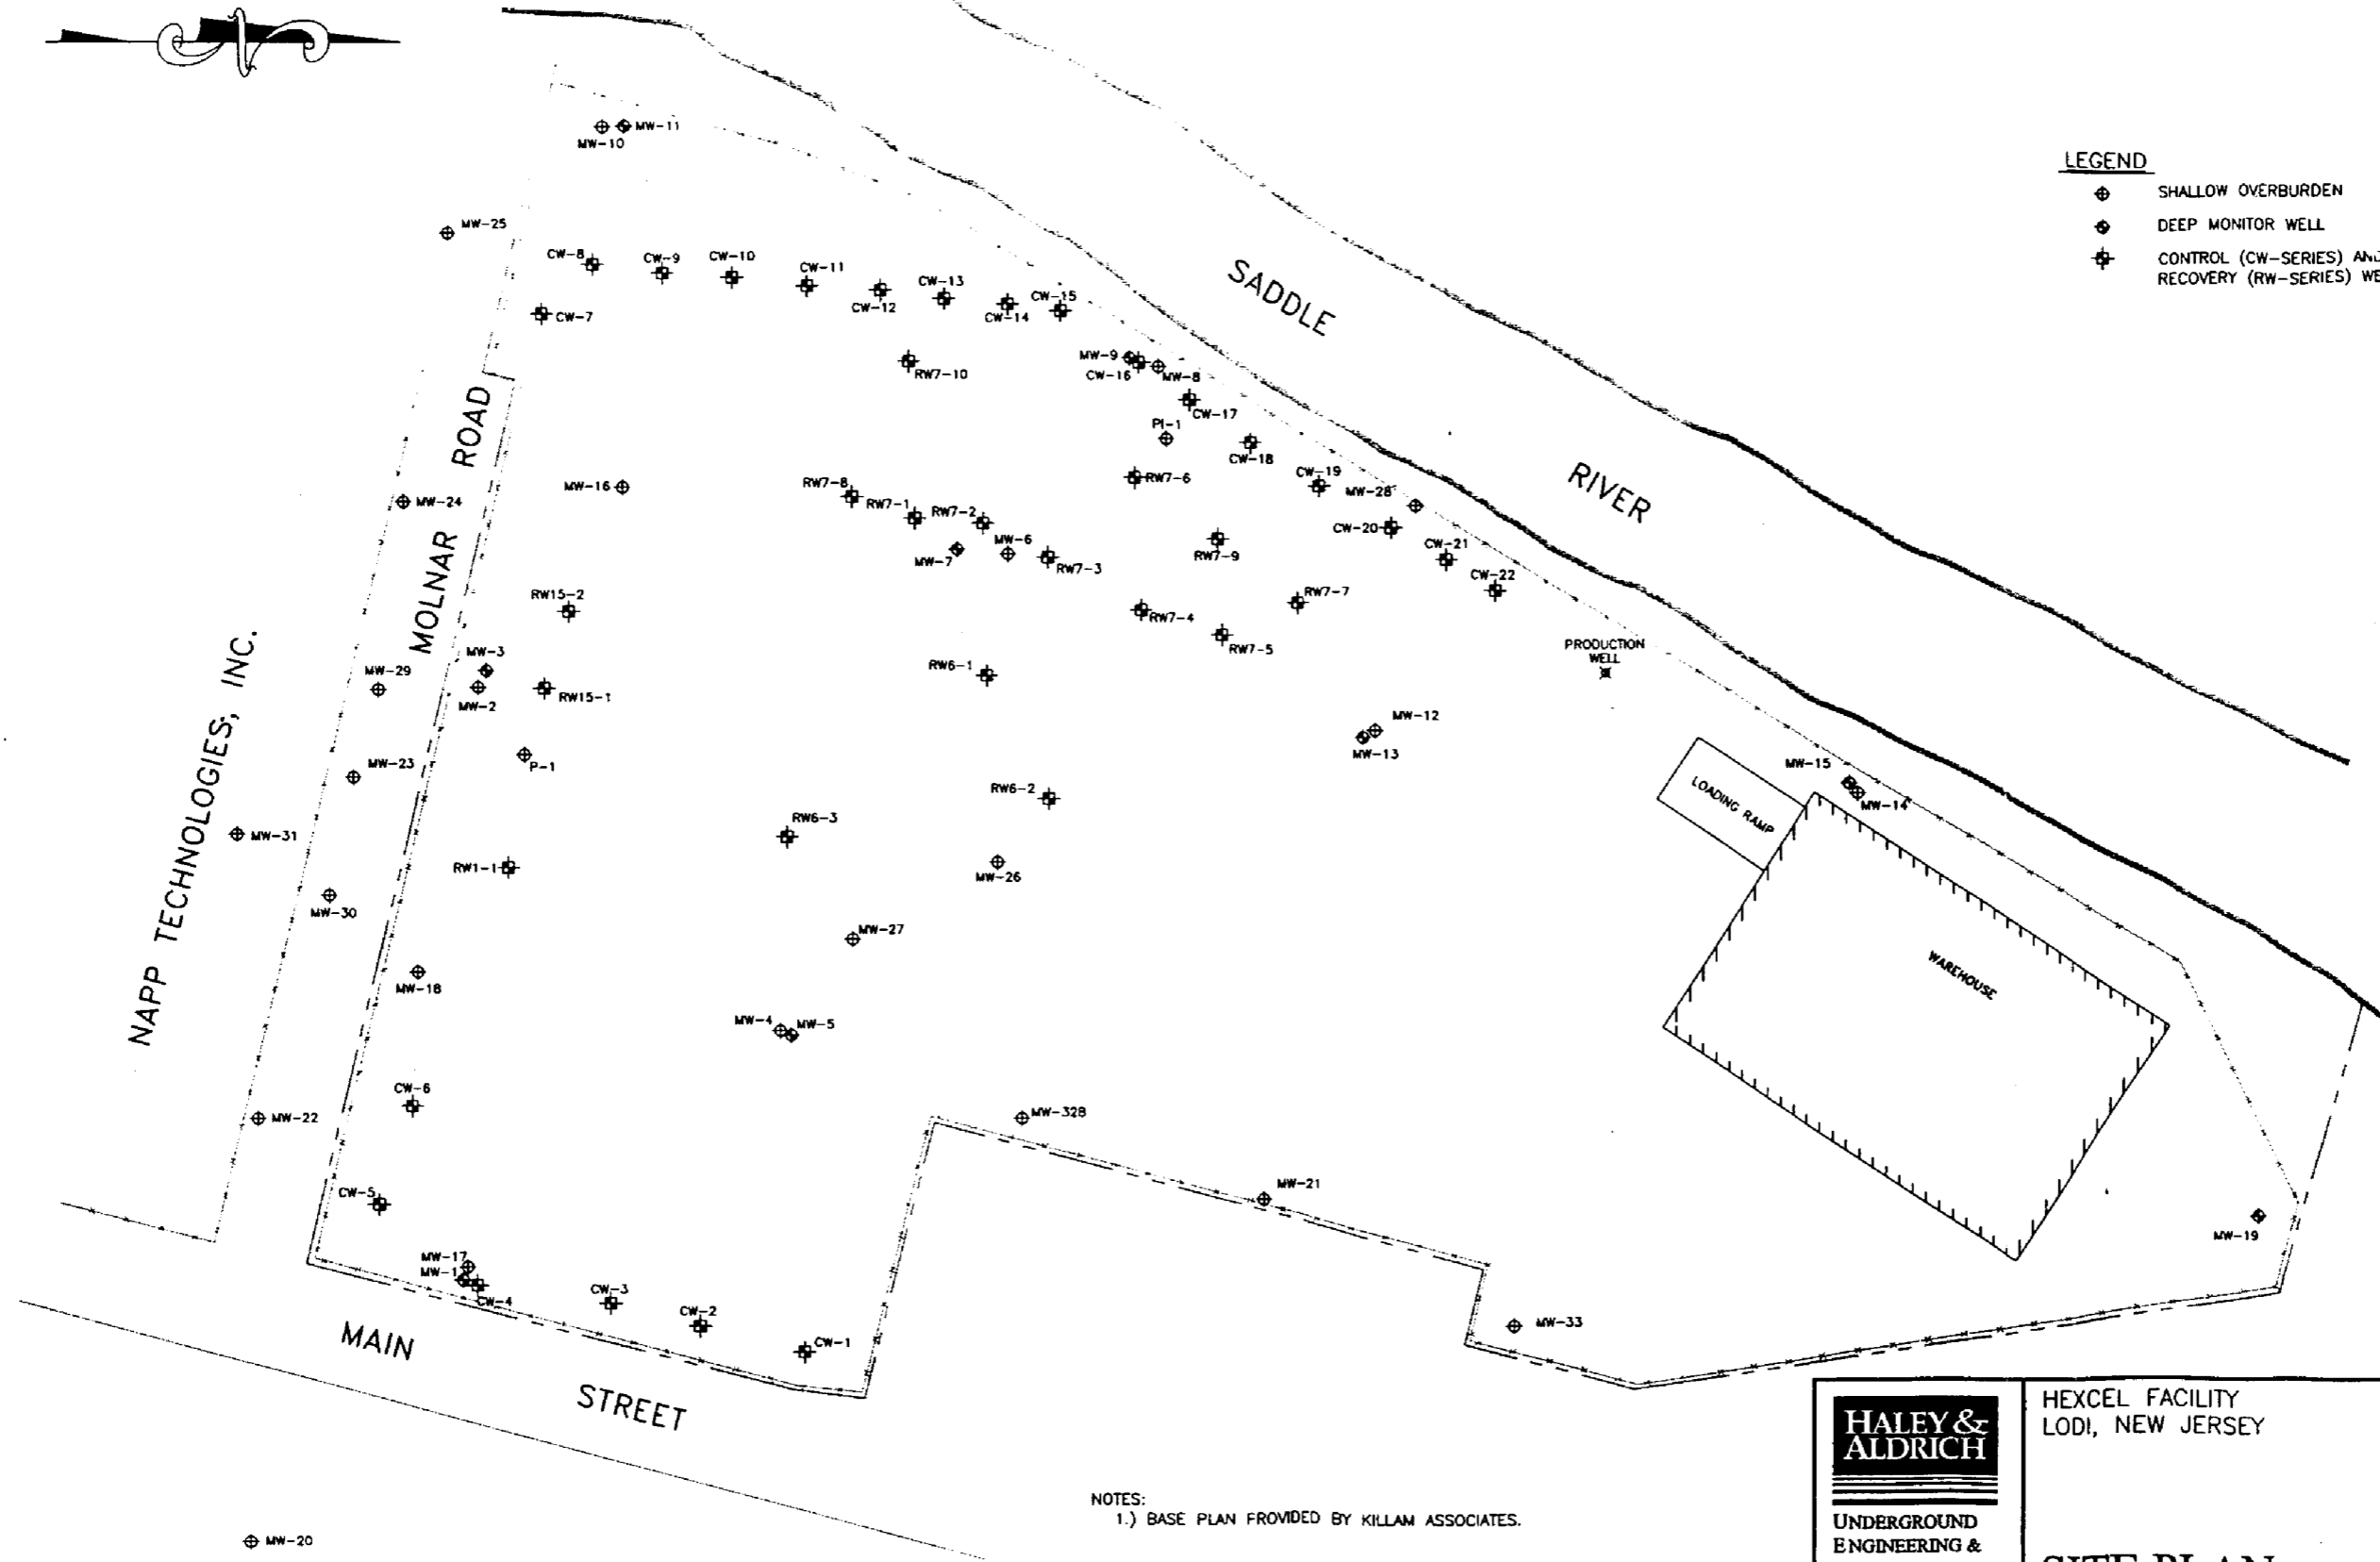 MW-11
MW-10
LEGEND
SHALLOW OVERBURDEN
DEEP MONITOR WELL
CONTROL (CW-SERIES) AND
RECOVERY (RW-SERIES) WE
MW-25
CW-8
CW-9
CW-10
CW-11
CW-12
CW-13
CW-14
CW-15
CW-7
SADDLE
RIVER
MW-9
CW-16
MW-8
RW7-10
CW-17
PI-1
CW-18
CW-19
MW-28
MW-24
MOLNAR ROAD
MW-16
RW7-8
RW7-1
RW7-2
RW7-6
MW-6
MW-7
RW7-3
RW7-9
CW-20
CW-21
CW-22
RW15-2
RW7-4
RW7-7
RW7-5
PRODUCTION
WELL
NAPP TECHNOLOGIES, INC.
MW-29
MW-3
MW-2
RW15-1
RW6-1
MW-12
MW-13
MW-23
P-1
MW-15
MW-14
LOADING RAMP
RW6-2
MW-31
RW6-3
RW1-1
MW-26
MW-30
MW-27
WAREHOUSE
MW-18
MW-4
MW-5
CW-6
MW-22
MW-32B
CW-5
MW-21
MW-19
MW-17
MW-1
CW-4
CW-3
CW-2
CW-1
MW-33
MAIN
STREET
HALEY &
ALDRICH
UNDERGROUND
ENGINEERING &
HEXCEL FACILITY
LODI, NEW JERSEY
SITE PLAN
NOTES:
1.) BASE PLAN PROVIDED BY KILLAM ASSOCIATES.
MW-20